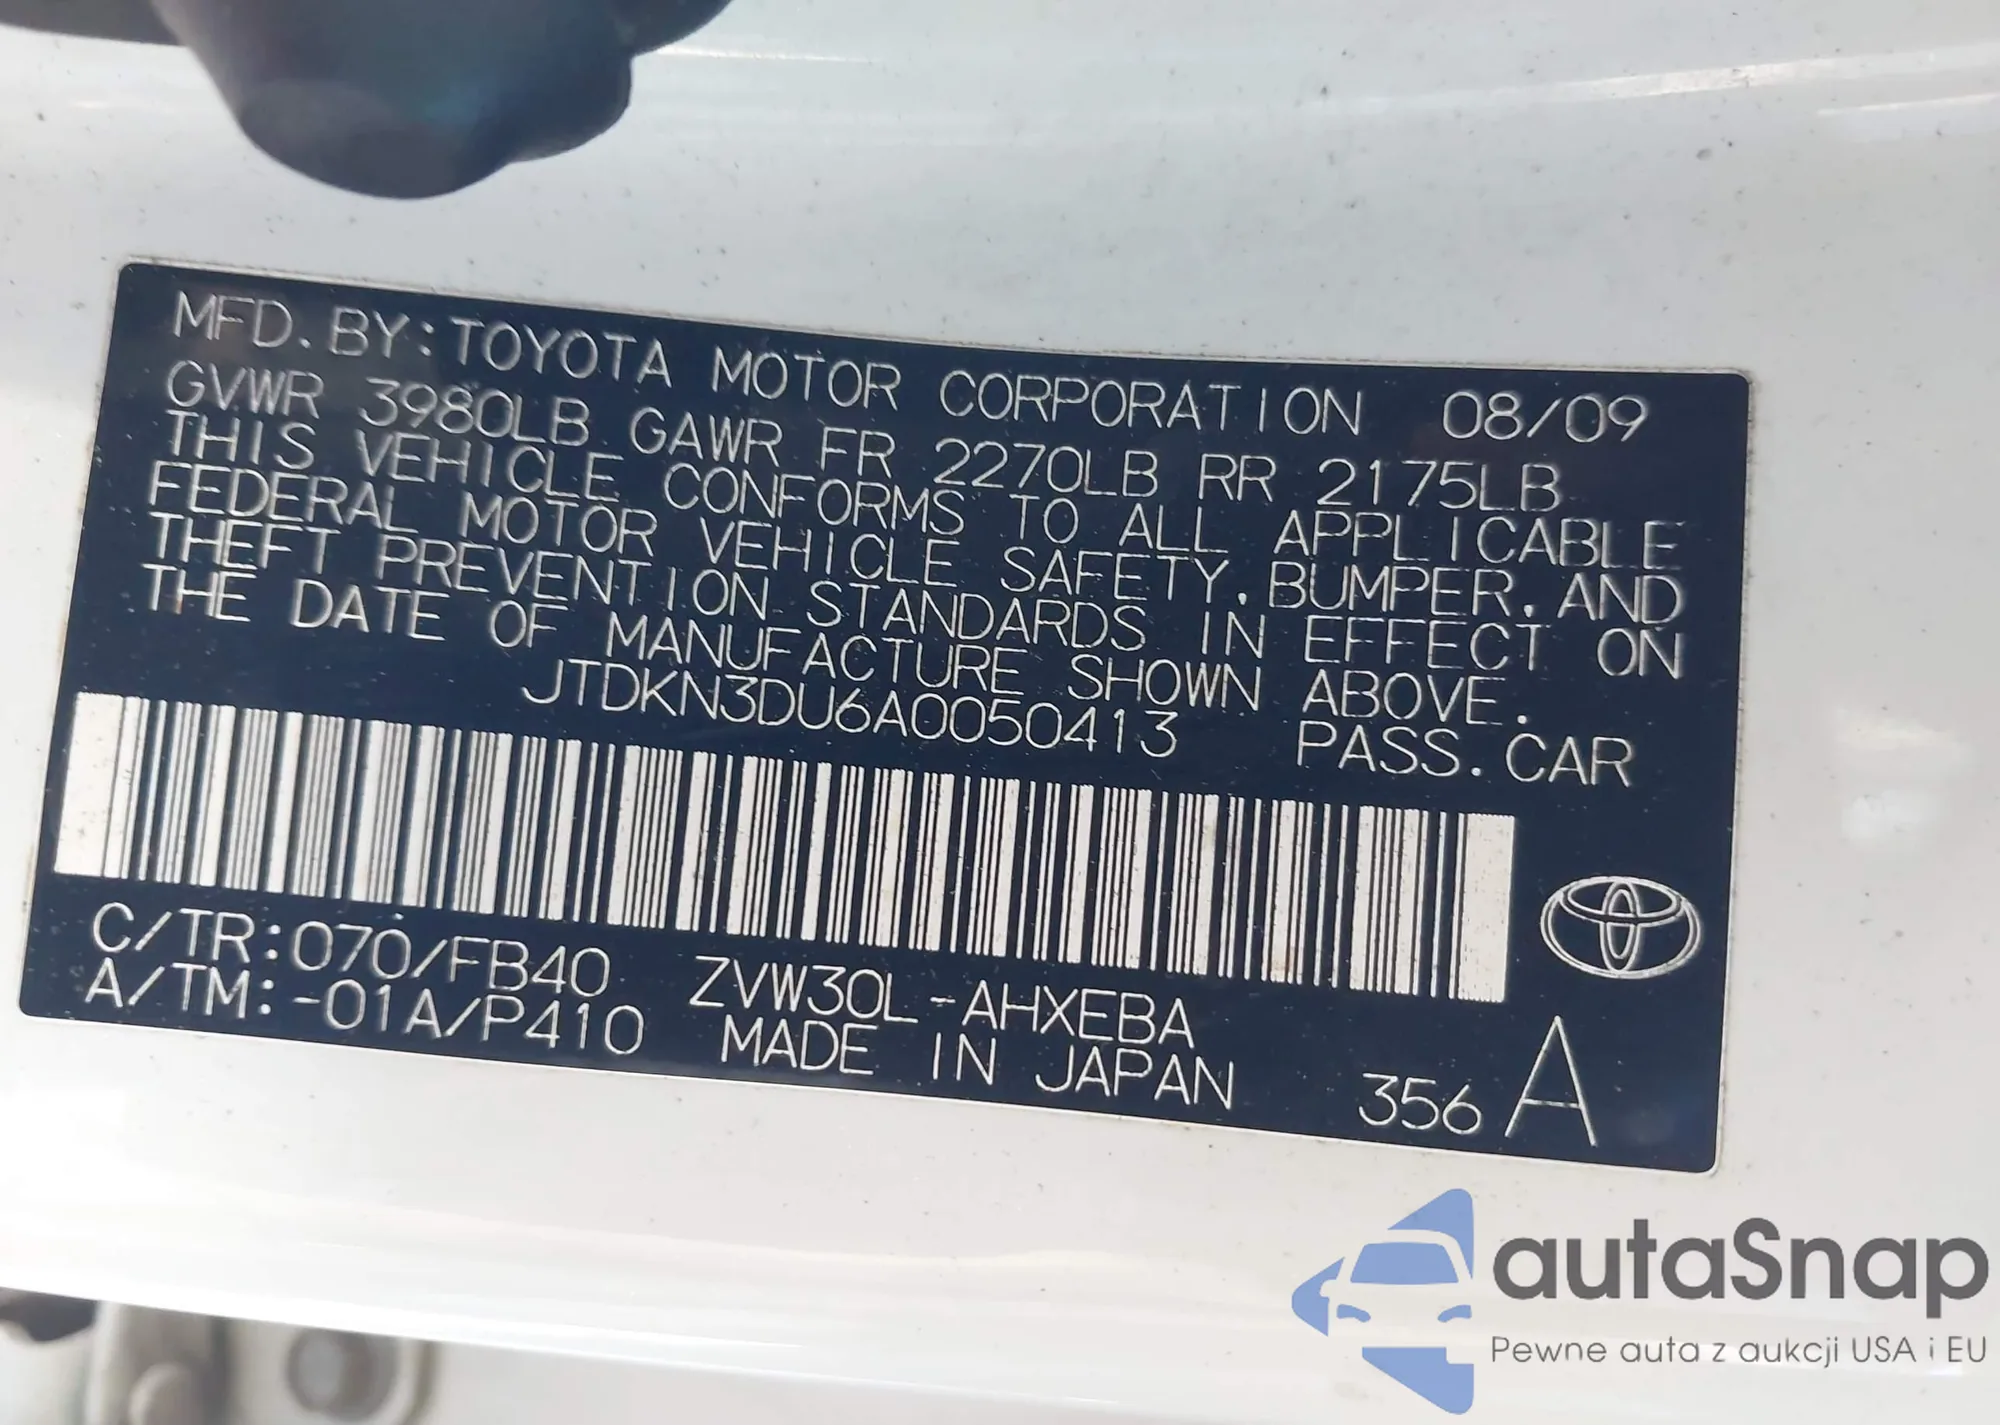 MFD. BY: TOYOTA MOTOR CORPORATION 08/09
GVWR 3980LB GAWR FR 2270LB RR 2175LB
THIS VEHICLE CONFORMS TO ALL APPLICABLE
FEDERAL MOTOR VEHICLE SAFETY, BUMPER, AND
THEFT PREVENTION STANDARDS IN EFFECT ON
THE DATE OF MANUFACTURE SHOWN ABOVE.
JTDKN3DU6A0050413 PASS. CAR
C/TR:070/FB40 ZVW30L-AHXEBA
A/TM:-01A/P410 MADE IN JAPAN 356 A
autaSnap
Pewne auta z aukcji USA i EU